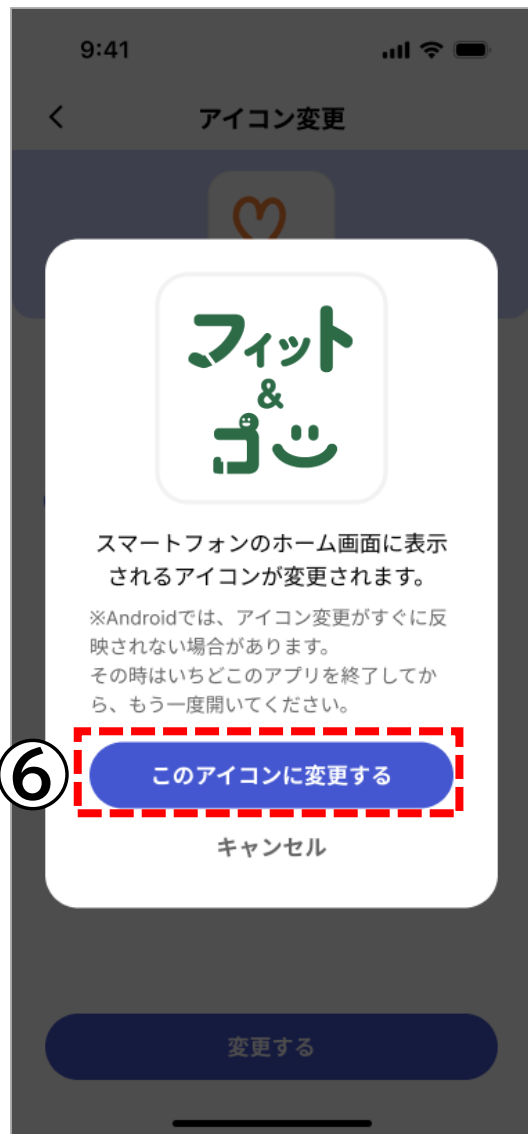 9:41
アイコン変更
フィット
&
ゴー
スマートフォンのホーム画面に表示
されるアイコンが変更されます。
※Androidでは、アイコン変更がすぐに反
映されない場合があります。
その時はいちどこのアプリを終了してか
ら、もう一度開いてください。
⑥
このアイコンに変更する
キャンセル
変更する